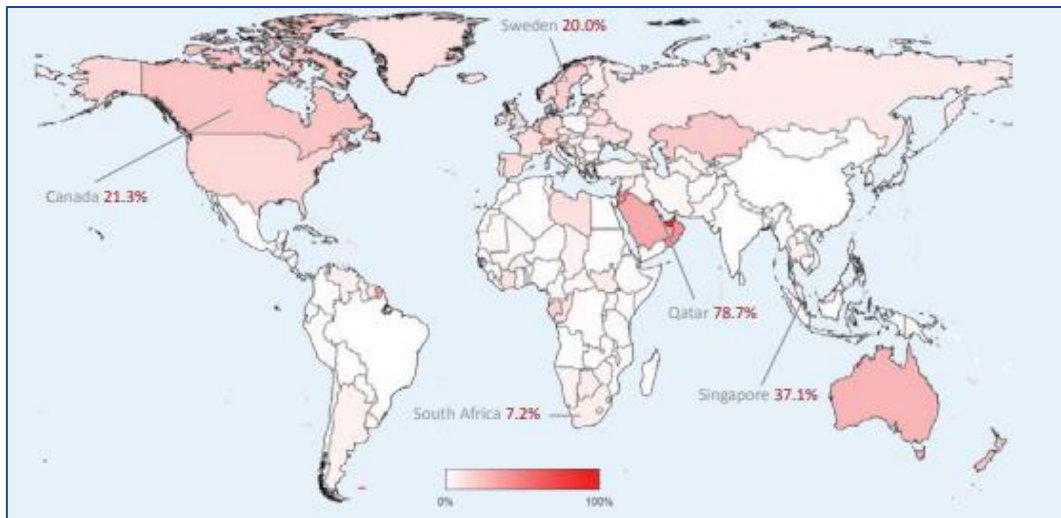 Sweden 20.0%
Canada 21.3%
Qatar 78.7%
Singapore 37.1%
South Africa 7.2%
0%
100%